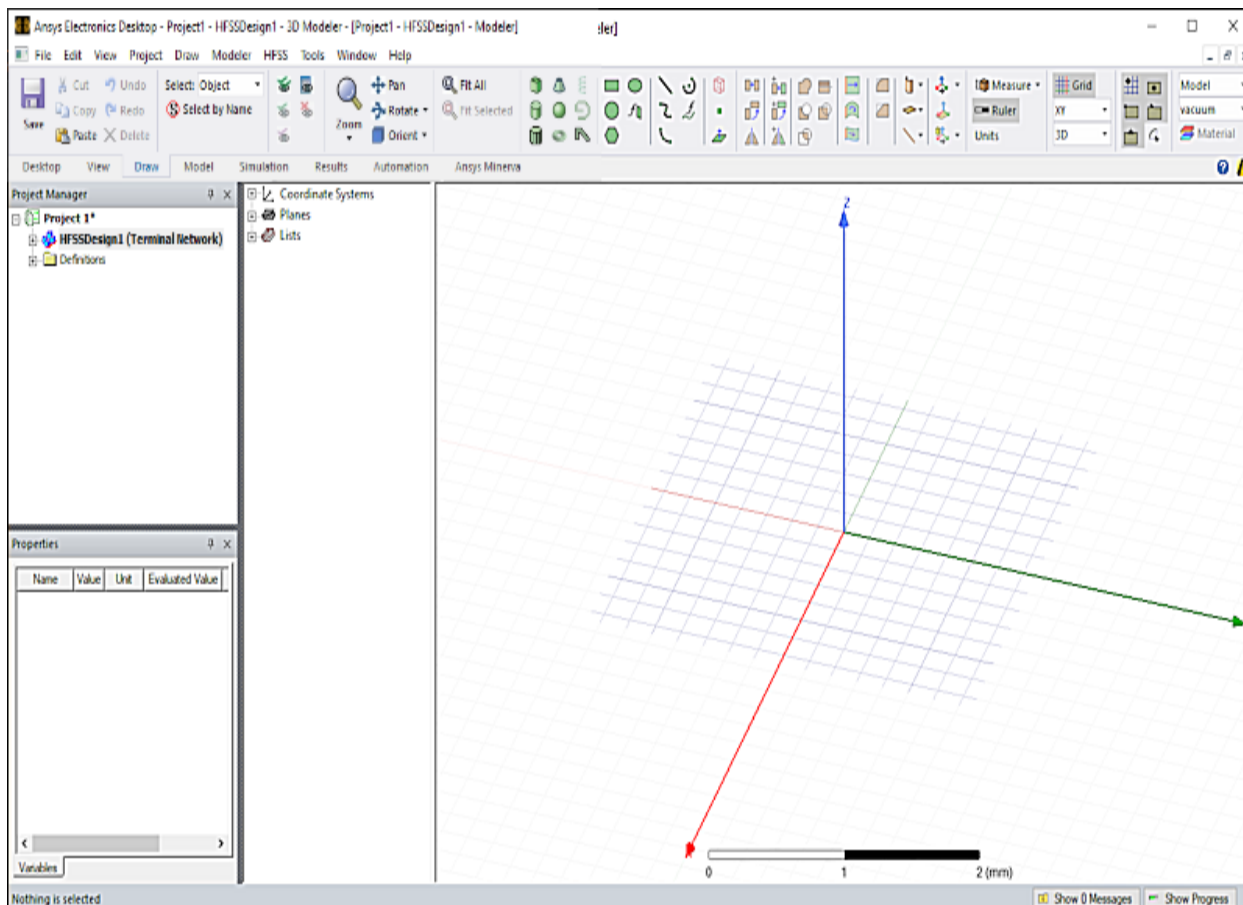 Ansys Electronics Desktop - Project1 - HFSSDesign1 - 3D Modeler - [Project1 - HFSSDesign1 - Modeler]
ler]
File Edit View Project Draw Modeler HFSS Tools Window Help
Save
Cut Undo
Copy Redo
Paste Delete
Select: Object
Select by Name
Zoom
Pan
Rotate
Orient
Fit All
Fit Selected
Measure
Ruler
Units
Grid
XY
3D
Model
vacuum
Material
Desktop View Draw Model Simulation Results Automation Ansys Minerva
Project Manager
Project 1*
HFSSDesign1 (Terminal Network)
Definitions
Coordinate Systems
Planes
Lists
Z
Properties
Name Value Unit Evaluated Value
Variables
0 1 2 (mm)
Nothing is selected
Show 0 Messages Show Progress